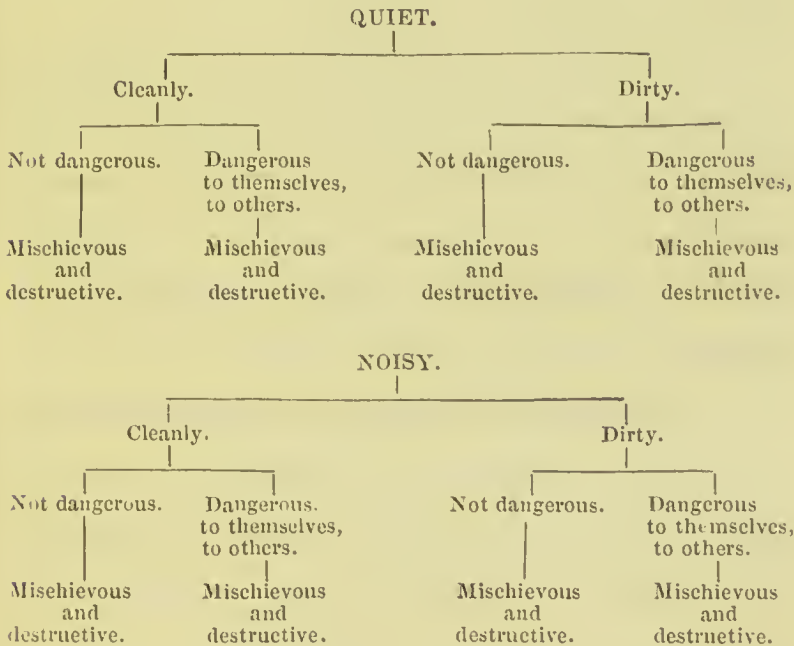 QUIET.
Cleanly. Dirty.
Not dangerous. Dangerous Not dangerous. Dangerous
to themselves, to themselves,
to others. to others.
Mischievous Mischievous Mischievous Mischievous
and and and and
destructive. destructive. destructive. destructive.
NOISY.
Cleanly. Dirty.
Not dangerous. Dangerous. Not dangerous. Dangerous
to themselves, to themselves,
to others. to others.
Mischievous Mischievous Mischievous Mischievous
and and and and
destructive. destructive. destructive. destructive.